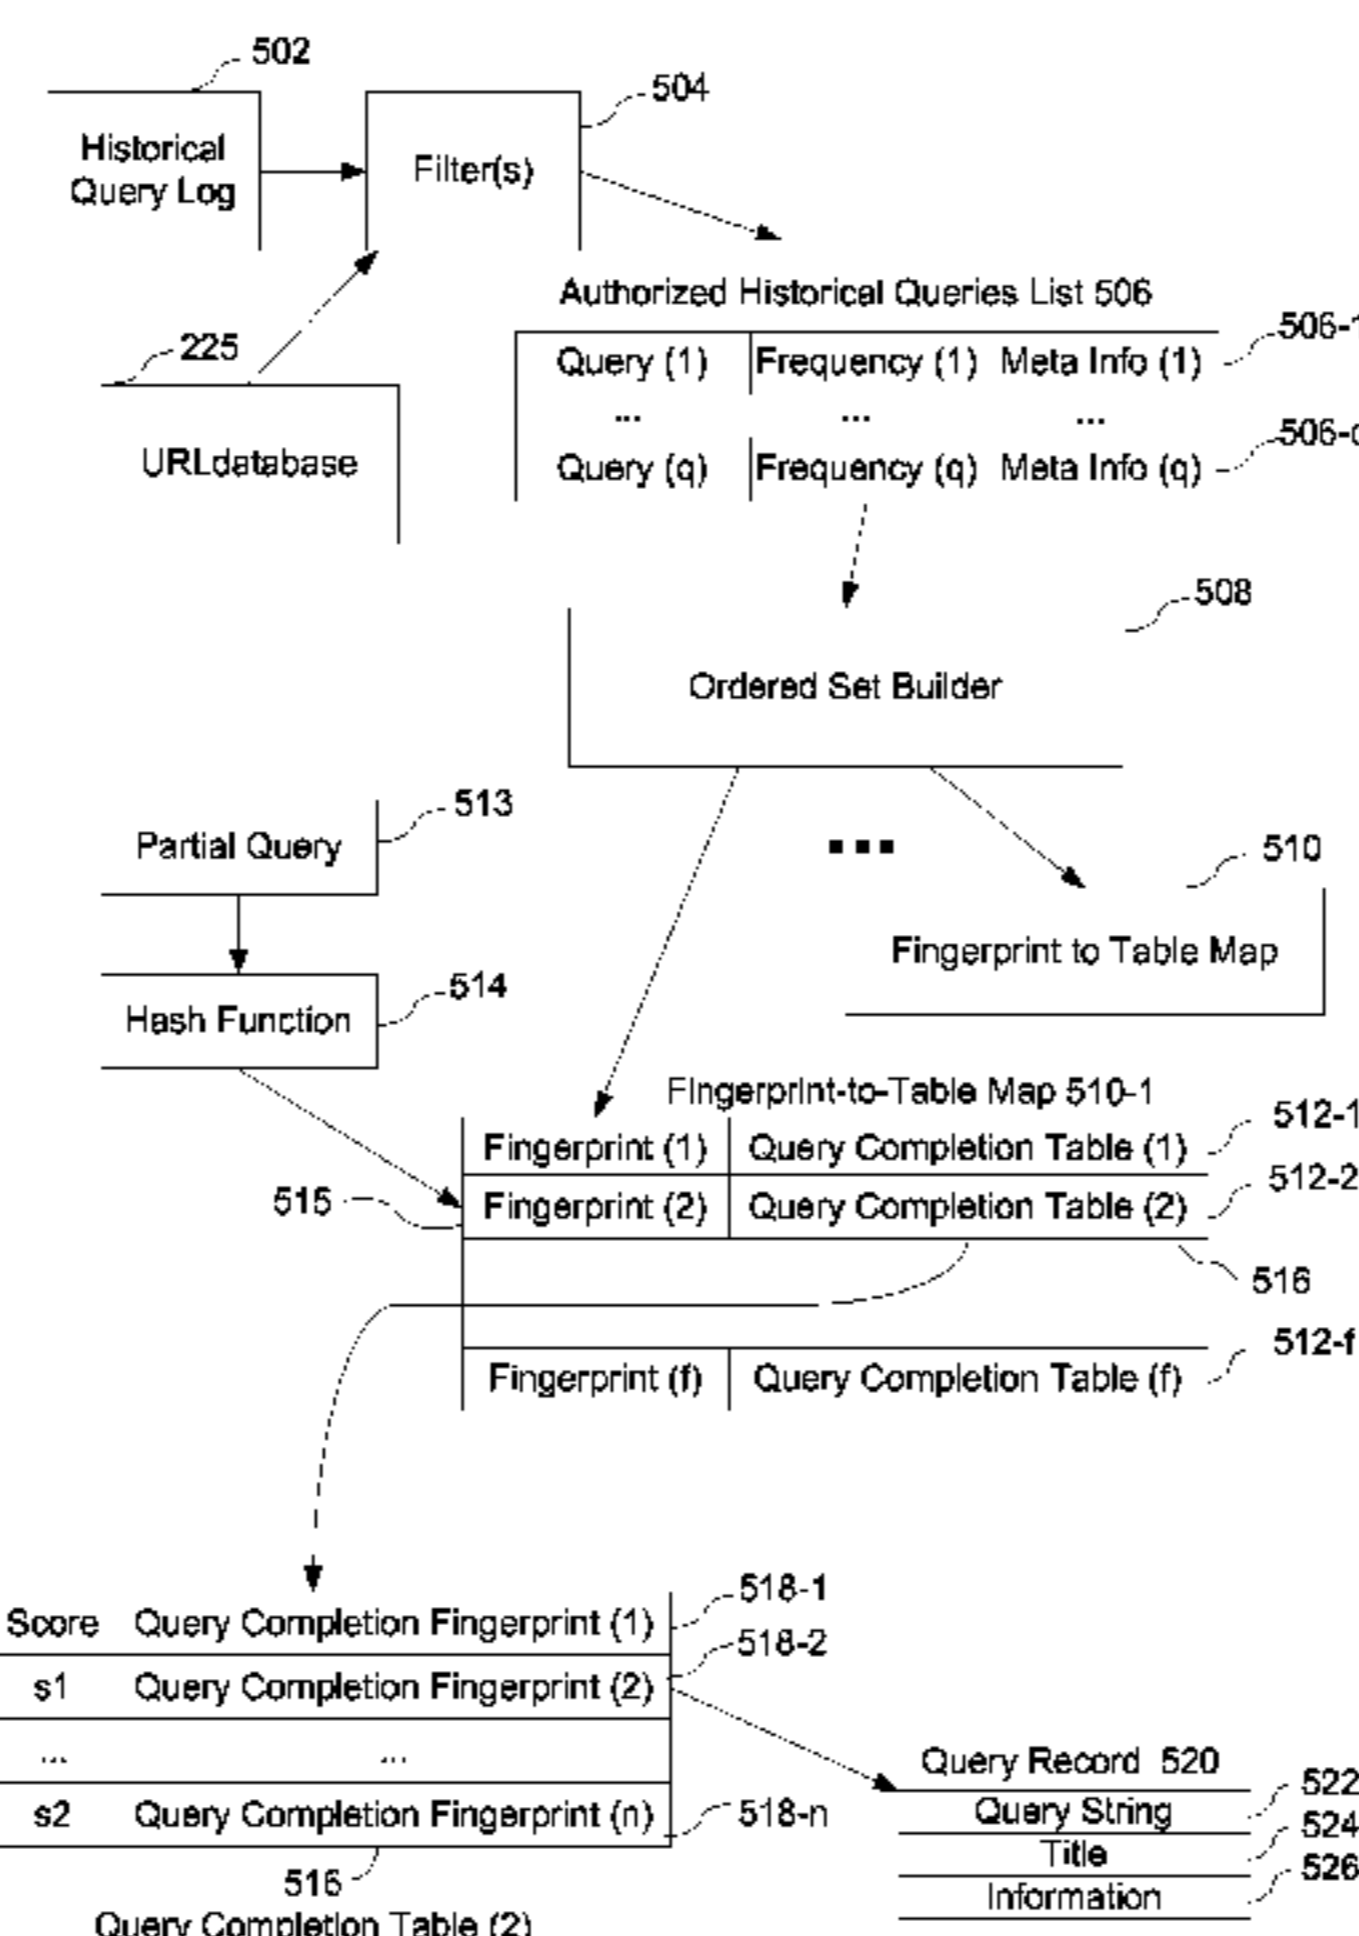 502
504
Historical
Query Log
Filter(s)
Authorized Historical Queries List 506
225
506-1
Query (1) Frequency (1) Meta Info (1)
... ... ...
506-q
Query (q) Frequency (q) Meta Info (q)
URLdatabase
508
Ordered Set Builder
513
Partial Query
...
510
Fingerprint to Table Map
514
Hash Function
Fingerprint-to-Table Map 510-1
512-1
Fingerprint (1) Query Completion Table (1)
512-2
515
Fingerprint (2) Query Completion Table (2)
516
512-f
Fingerprint (f) Query Completion Table (f)
518-1
Score Query Completion Fingerprint (1)
518-2
s1 Query Completion Fingerprint (2)
... ...
s2 Query Completion Fingerprint (n)
518-n
516
Query Completion Table (2)
Query Record 520
522
Query String
524
Title
526
Information